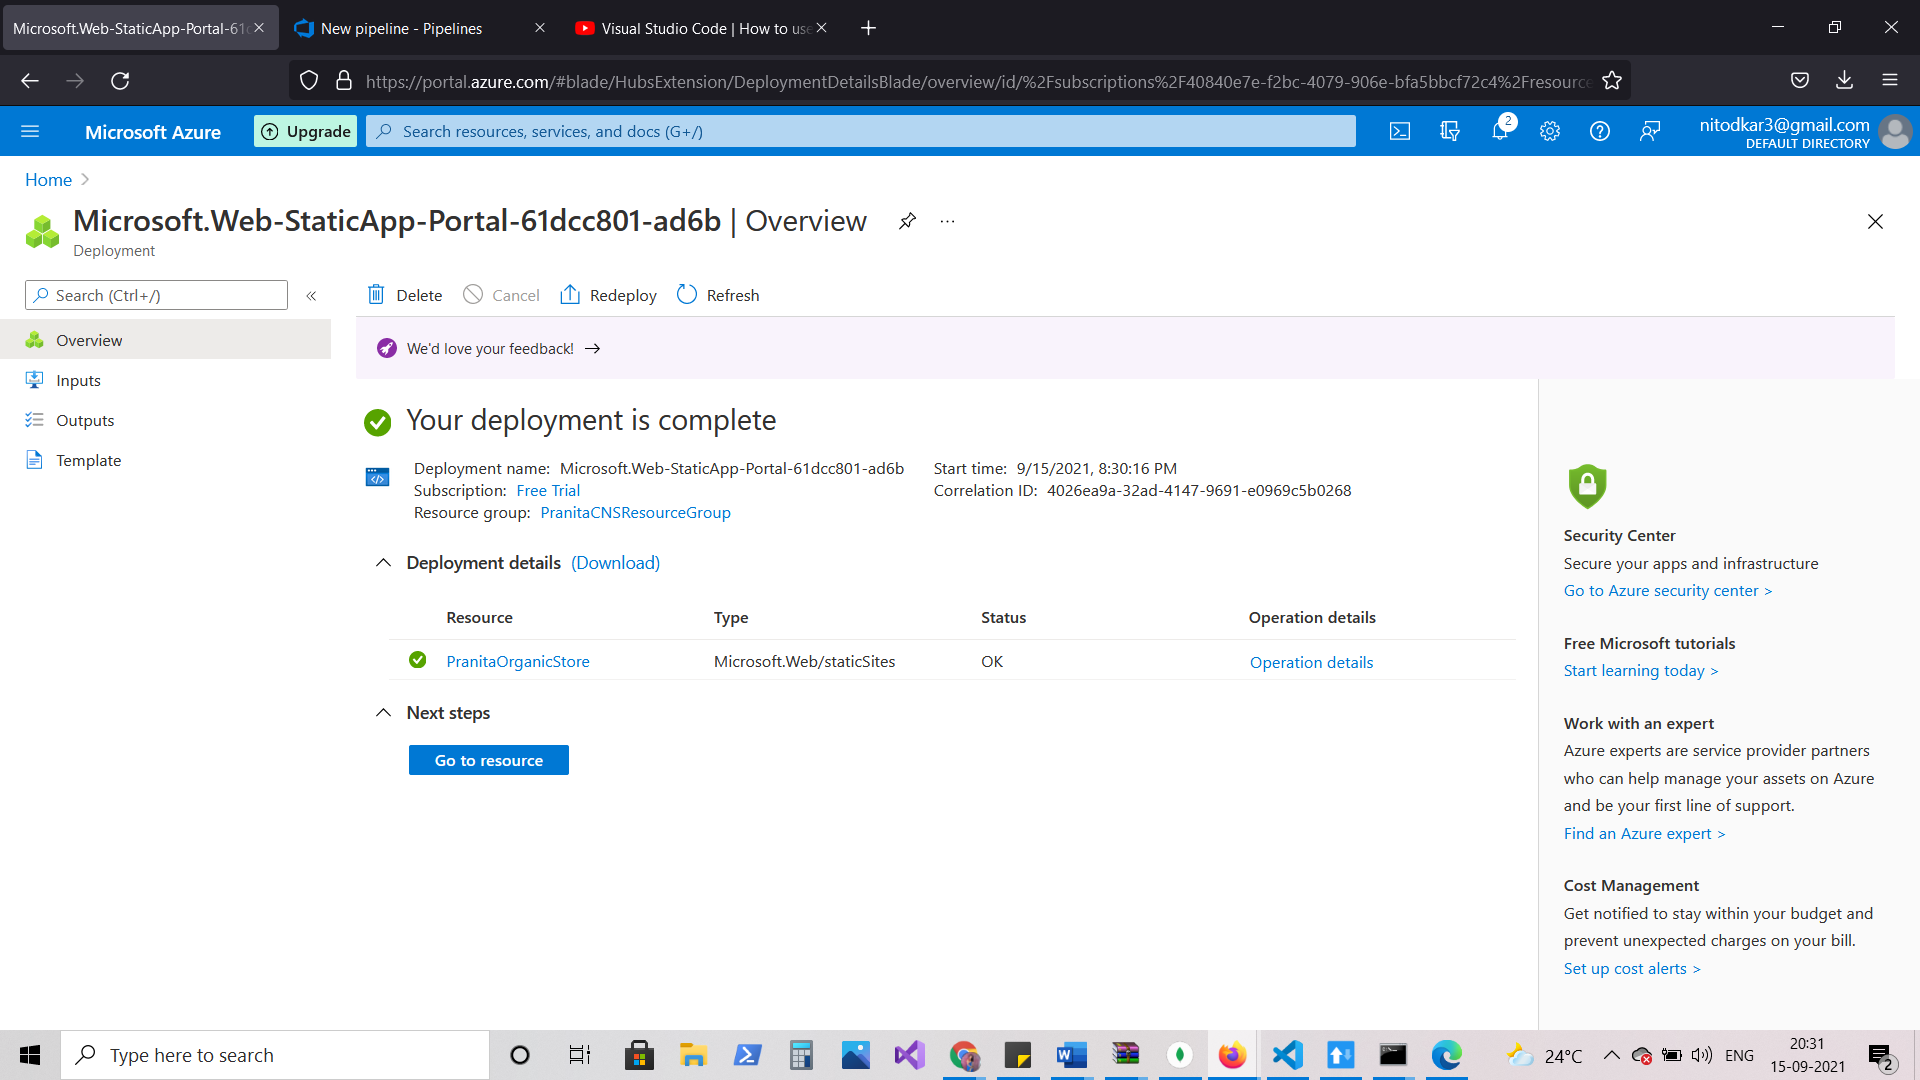 Microsoft.Web-StaticApp-Portal-61dc
New pipeline - Pipelines
Visual Studio Code | How to use
https://portal.azure.com/#blade/HubsExtension/DeploymentDetailsBlade/overview/id/%2Fsubscriptions%2F40840e7e-f2bc-4079-906e-bfa5bbcf72c4%2Fresource
Microsoft Azure
Upgrade
Search resources, services, and docs (G+/)
2
nitodkar3@gmail.com
DEFAULT DIRECTORY
Home
Microsoft.Web-StaticApp-Portal-61dcc801-ad6b | Overview
Deployment
Search (Ctrl+/)
Overview
Inputs
Outputs
Template
Delete
Cancel
Redeploy
Refresh
We'd love your feedback! →
Your deployment is complete
Deployment name: Microsoft.Web-StaticApp-Portal-61dcc801-ad6b
Subscription: Free Trial
Resource group: PranitaCNSResourceGroup
Start time: 9/15/2021, 8:30:16 PM
Correlation ID: 4026ea9a-32ad-4147-9691-e0969c5b0268
Deployment details (Download)
Resource Type Status Operation details
PranitaOrganicStore Microsoft.Web/staticSites OK Operation details
Next steps
Go to resource
Security Center
Secure your apps and infrastructure
Go to Azure security center >
Free Microsoft tutorials
Start learning today >
Work with an expert
Azure experts are service provider partners
who can help manage your assets on Azure
and be your first line of support.
Find an Azure expert >
Cost Management
Get notified to stay within your budget and
prevent unexpected charges on your bill.
Set up cost alerts >
Type here to search
24°C
ENG
20:31
15-09-2021
2